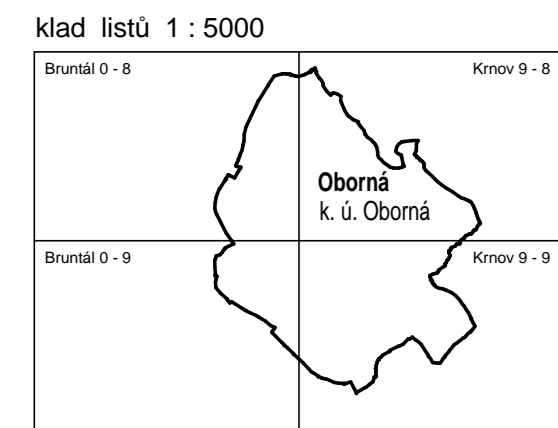 klad listů 1 : 5000
Bruntál 0 - 8
Krnov 9 - 8
Oborná
k. ú. Oborná
Bruntál 0 - 9
Krnov 9 - 9